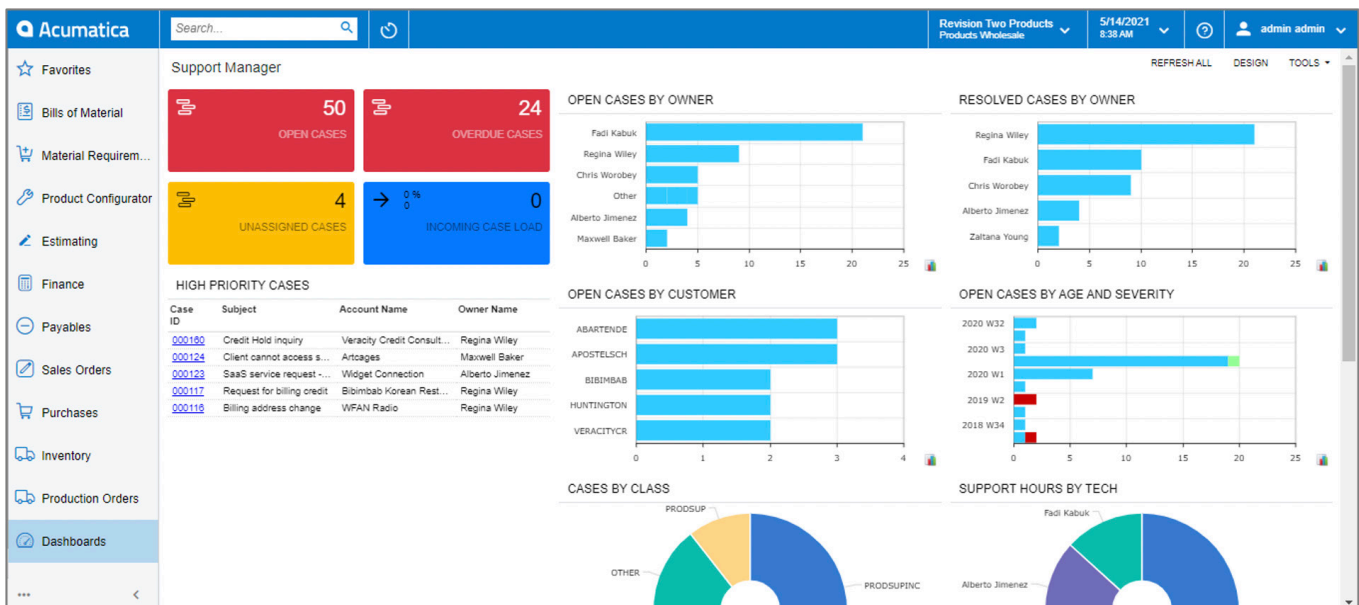 Acumatica
Search...
Revision Two Products
Products Wholesale
5/14/2021
8:38 AM
admin admin
Favorites
Bills of Material
Material Requirem...
Product Configurator
Estimating
Finance
Payables
Sales Orders
Purchases
Inventory
Production Orders
Dashboards
Support Manager
REFRESH ALL DESIGN TOOLS
50
OPEN CASES
24
OVERDUE CASES
4
UNASSIGNED CASES
0 %
0
0
INCOMING CASE LOAD
HIGH PRIORITY CASES
Case ID Subject Account Name Owner Name
000160 Credit Hold inquiry Veracity Credit Consult... Regina Wiley
000124 Client cannot access s... Artcages Maxwell Baker
000123 SaaS service request -... Widget Connection Alberto Jimenez
000117 Request for billing credit Bibimbab Korean Rest... Regina Wiley
000116 Billing address change WFAN Radio Regina Wiley
OPEN CASES BY OWNER
Fadi Kabuk
Regina Wiley
Chris Worobey
Other
Alberto Jimenez
Maxwell Baker
0 5 10 15 20 25
RESOLVED CASES BY OWNER
Regina Wiley
Fadi Kabuk
Chris Worobey
Alberto Jimenez
Zaltana Young
0 5 10 15 20 25
OPEN CASES BY CUSTOMER
ABARTENDE
APOSTELSCH
BIBIMBAB
HUNTINGTON
VERACITYCR
0 1 2 3 4
OPEN CASES BY AGE AND SEVERITY
2020 W32
2020 W3
2020 W1
2019 W2
2018 W34
0 5 10 15 20 25
CASES BY CLASS
PRODSUP
OTHER
PRODSUPINC
SUPPORT HOURS BY TECH
Fadi Kabuk
Alberto Jimenez